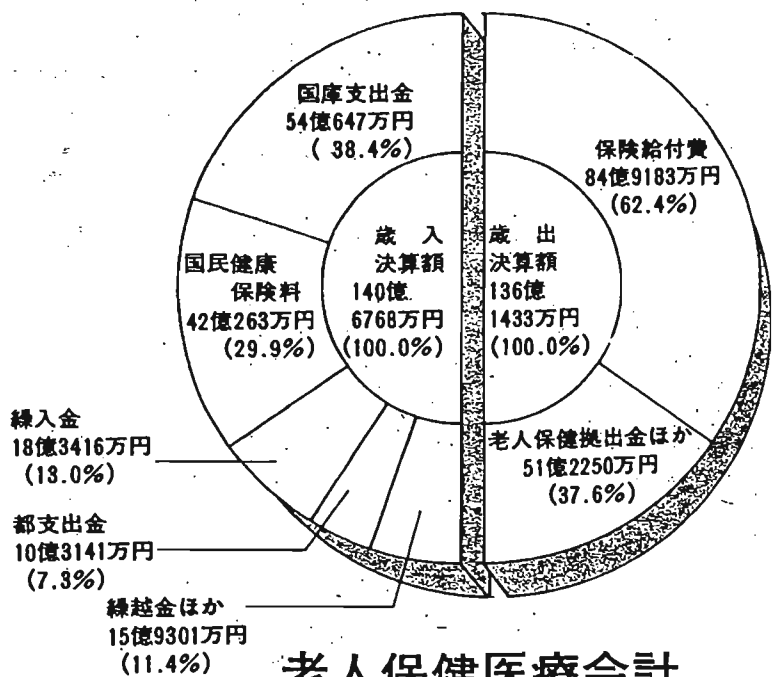 国庫支出金
54億647万円
( 38.4%)
国民健康
保険料
42億263万円
(29.9%)
歳 入
決算額
140億
6768万円
(100.0%)
歳 出
決算額
136億
1433万円
(100.0%)
保険給付費
84億9183万円
(62.4%)
老人保健拠出金ほか
51億2250万円
(37.6%)
繰入金
18億3416万円
(13.0%)
都支出金
10億3141万円
(7.3%)
繰越金ほか
15億9301万円
(11.4%)
老人保健医療会計